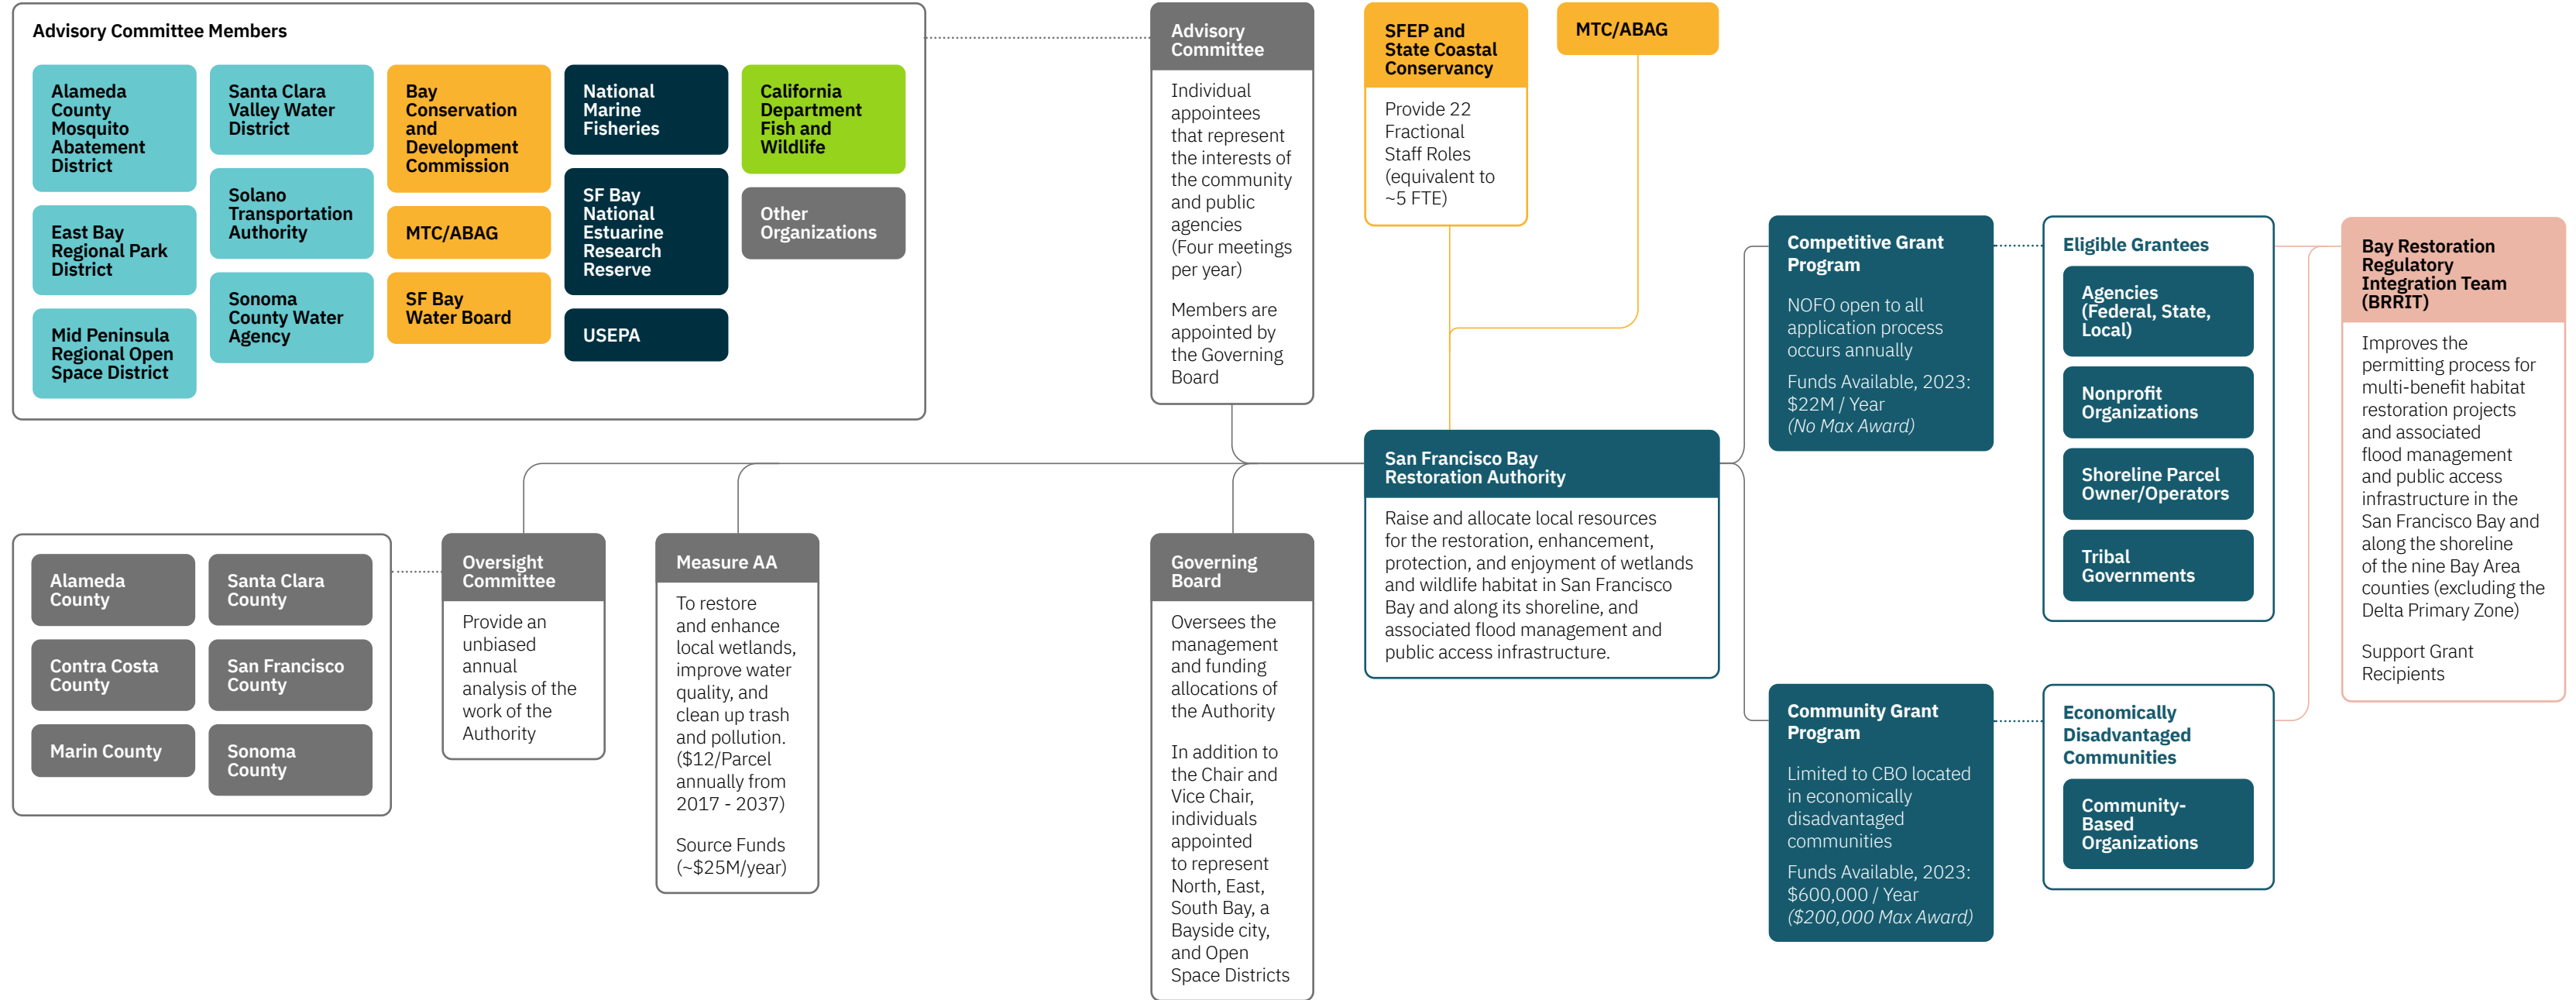 Advisory Committee Members
Alameda
County
Mosquito
Abatement
District
East Bay
Regional Park
District
Mid Peninsula
Regional Open
Space District
Santa Clara
Valley Water
District
Solano
Transportation
Authority
Sonoma
County Water
Agency
Bay
Conservation
and
Development
Commission
MTC/ABAG
SF Bay
Water Board
National
Marine
Fisheries
SF Bay
National
Estuarine
Research
Reserve
USEPA
California
Department
Fish and
Wildlife
Other
Organizations
Advisory
Committee
Individual
appointees
that represent
the interests of
the community
and public
agencies
(Four meetings
per year)
Members are
appointed by
the Governing
Board
SFEP and
State Coastal
Conservancy
Provide 22
Fractional
Staff Roles
(equivalent to
~5 FTE)
MTC/ABAG
Alameda
County
Contra Costa
County
Marin County
Santa Clara
County
San Francisco
County
Sonoma
County
Oversight
Committee
Provide an
unbiased
annual
analysis of the
work of the
Authority
Measure AA
To restore
and enhance
local wetlands,
improve water
quality, and
clean up trash
and pollution.
($12/Parcel
annually from
2017 - 2037)
Source Funds
(~$25M/year)
Governing
Board
Oversees the
management
and funding
allocations of
the Authority
In addition to
the Chair and
Vice Chair,
individuals
appointed
to represent
North, East,
South Bay, a
Bayside city,
and Open
Space Districts
San Francisco Bay
Restoration Authority
Raise and allocate local resources
for the restoration, enhancement,
protection, and enjoyment of wetlands
and wildlife habitat in San Francisco
Bay and along its shoreline, and
associated flood management and
public access infrastructure.
Competitive Grant
Program
NOFO open to all
application process
occurs annually
Funds Available, 2023:
$22M / Year
(No Max Award)
Eligible Grantees
Agencies
(Federal, State,
Local)
Nonprofit
Organizations
Shoreline Parcel
Owner/Operators
Tribal
Governments
Community Grant
Program
Limited to CBO located
in economically
disadvantaged
communities
Funds Available, 2023:
$600,000 / Year
($200,000 Max Award)
Economically
Disadvantaged
Communities
Community-
Based
Organizations
Bay Restoration
Regulatory
Integration Team
(BRRIT)
Improves the
permitting process for
multi-benefit habitat
restoration projects
and associated
flood management
and public access
infrastructure in the
San Francisco Bay and
along the shoreline
of the nine Bay Area
counties (excluding the
Delta Primary Zone)
Support Grant
Recipients